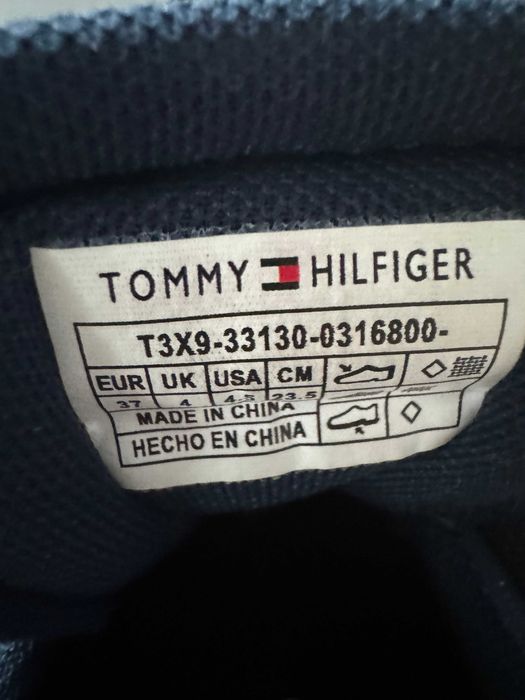 TOMMY HILFIGER
T3X9-33130-0316800-
EUR UK USA CM
37 4 4.5 23.5
MADE IN CHINA
HECHO EN CHINA